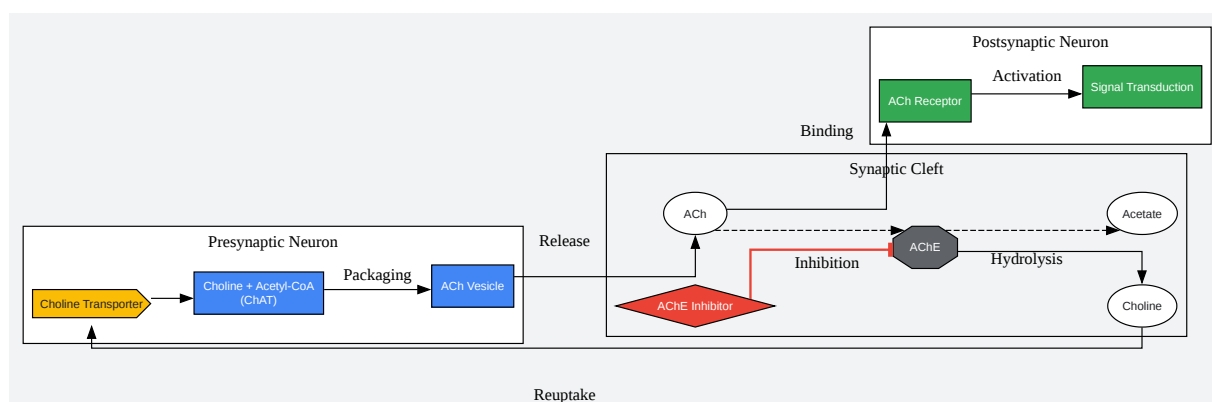 Postsynaptic Neuron
Activation
Signal Transduction
ACh Receptor
Binding
Synaptic Cleft
ACh
Acetate
AChE
Inhibition
Hydrolysis
AChE Inhibitor
Choline
Presynaptic Neuron
Release
Packaging
Choline Transporter
Choline + Acetyl-CoA
(ChAT)
ACh Vesicle
Reuptake